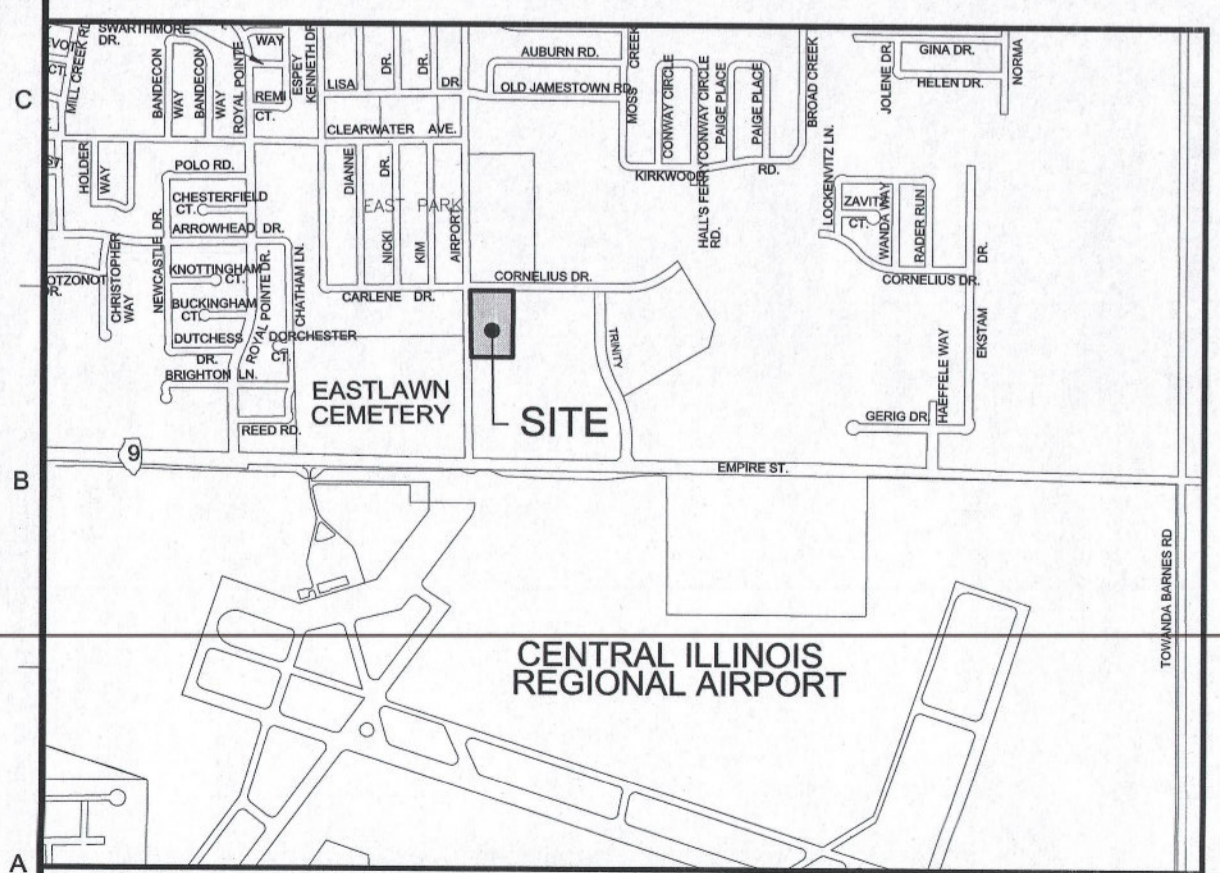 SWARTHMORE
DR.
CT.
MILL CREEK RD
BANDECON
WAY
BANDECON
WAY
ROYAL POINTE
WAY
REMI
CT.
ESPEY
KENNETH DR
LISA
DR.
DR.
DR.
AUBURN RD.
OLD JAMESTOWN RD.
MOSS
CREEK
CONWAY CIRCLE
CONWAY CIRCLE
PAIGE PLACE
PAIGE PLACE
BROAD CREEK
JOLENE DR.
GINA DR.
HELEN DR.
NORMA
C
CLEARWATER AVE.
HOLDER
WAY
POLO RD.
CHESTERFIELD
CT.
ARROWHEAD DR.
DIANNE
DR.
NICKI
KIM
AIRPORT
EAST PARK
KIRKWOOD
RD.
HALL'S FERRY
RD.
LOCKENVITZ LN.
ZAVITZ
CT.
WANDA WAY
RADER RUN
CORNELIUS DR.
EKSTAM
DR.
CHRISTOPHER
WAY
NEWCASTLE DR.
KNOTTINGHAM
CT.
BUCKINGHAM
CT.
ROYAL POINTE DR.
CHATHAM LN.
CARLENE DR.
CORNELIUS DR.
DUTCHESS
DR.
DORCHESTER
CT.
BRIGHTON LN.
REED RD.
TRINITY
HAEFFELE WAY
GERIG DR.
EASTLAWN
CEMETERY
SITE
9
EMPIRE ST.
B
TOWANDA BARNES RD
CENTRAL ILLINOIS
REGIONAL AIRPORT
A